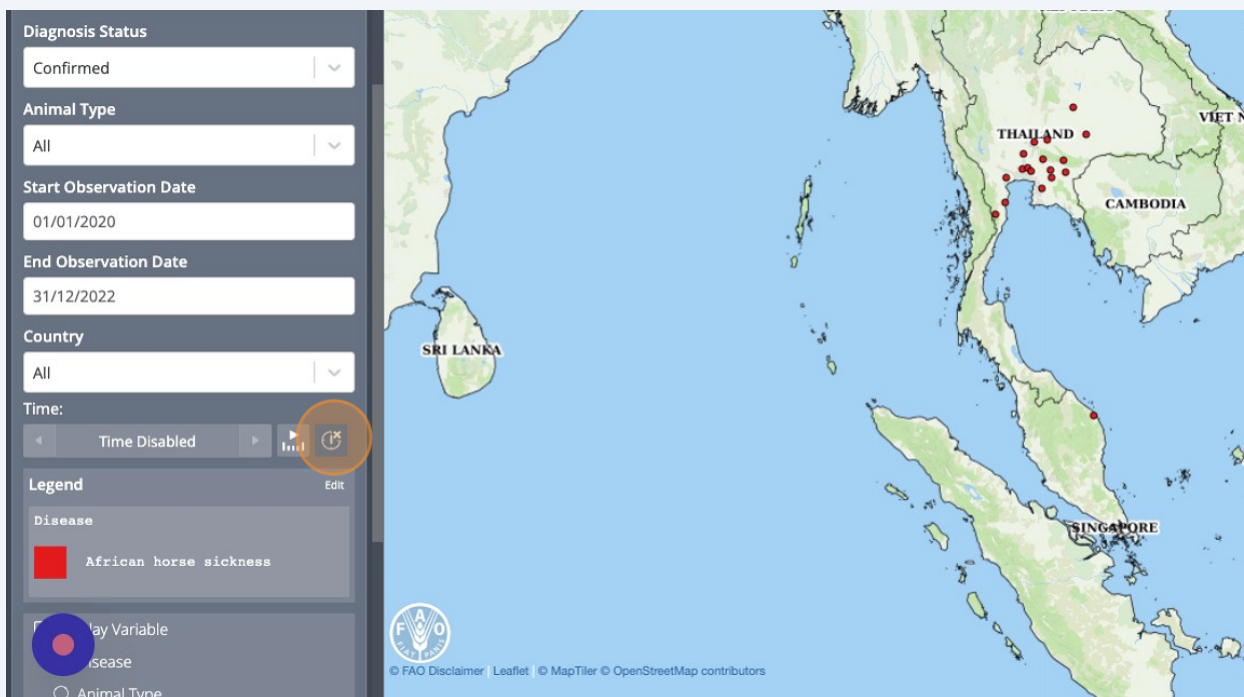 Diagnosis Status
Confirmed
Animal Type
All
Start Observation Date
01/01/2020
End Observation Date
31/12/2022
Country
All
Time:
Time Disabled
Legend
Edit
Disease
African horse sickness
lay Variable
isease
Animal Type
THAILAND
VIET N
CAMBODIA
SRI LANKA
SINGAPORE
F A O
FIAT PANIS
© FAO Disclaimer | Leaflet | © MapTiler © OpenStreetMap contributors